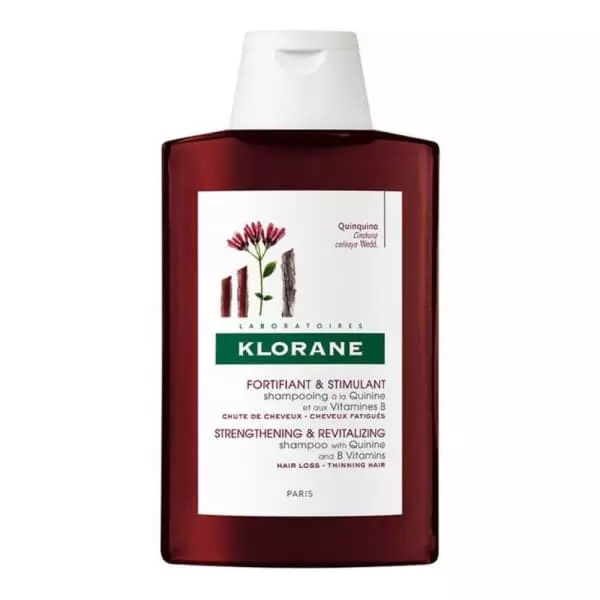 Quinquina
Cinchona
calisaya Wedd.
LABORATOIRES
KLORANE
FORTIFIANT & STIMULANT
shampooing à la Quinine
et aux Vitamines B
CHUTE DE CHEVEUX - CHEVEUX FATIGUÉS
STRENGTHENING & REVITALIZING
shampoo with Quinine
and B Vitamins
HAIR LOSS - THINNING HAIR
PARIS